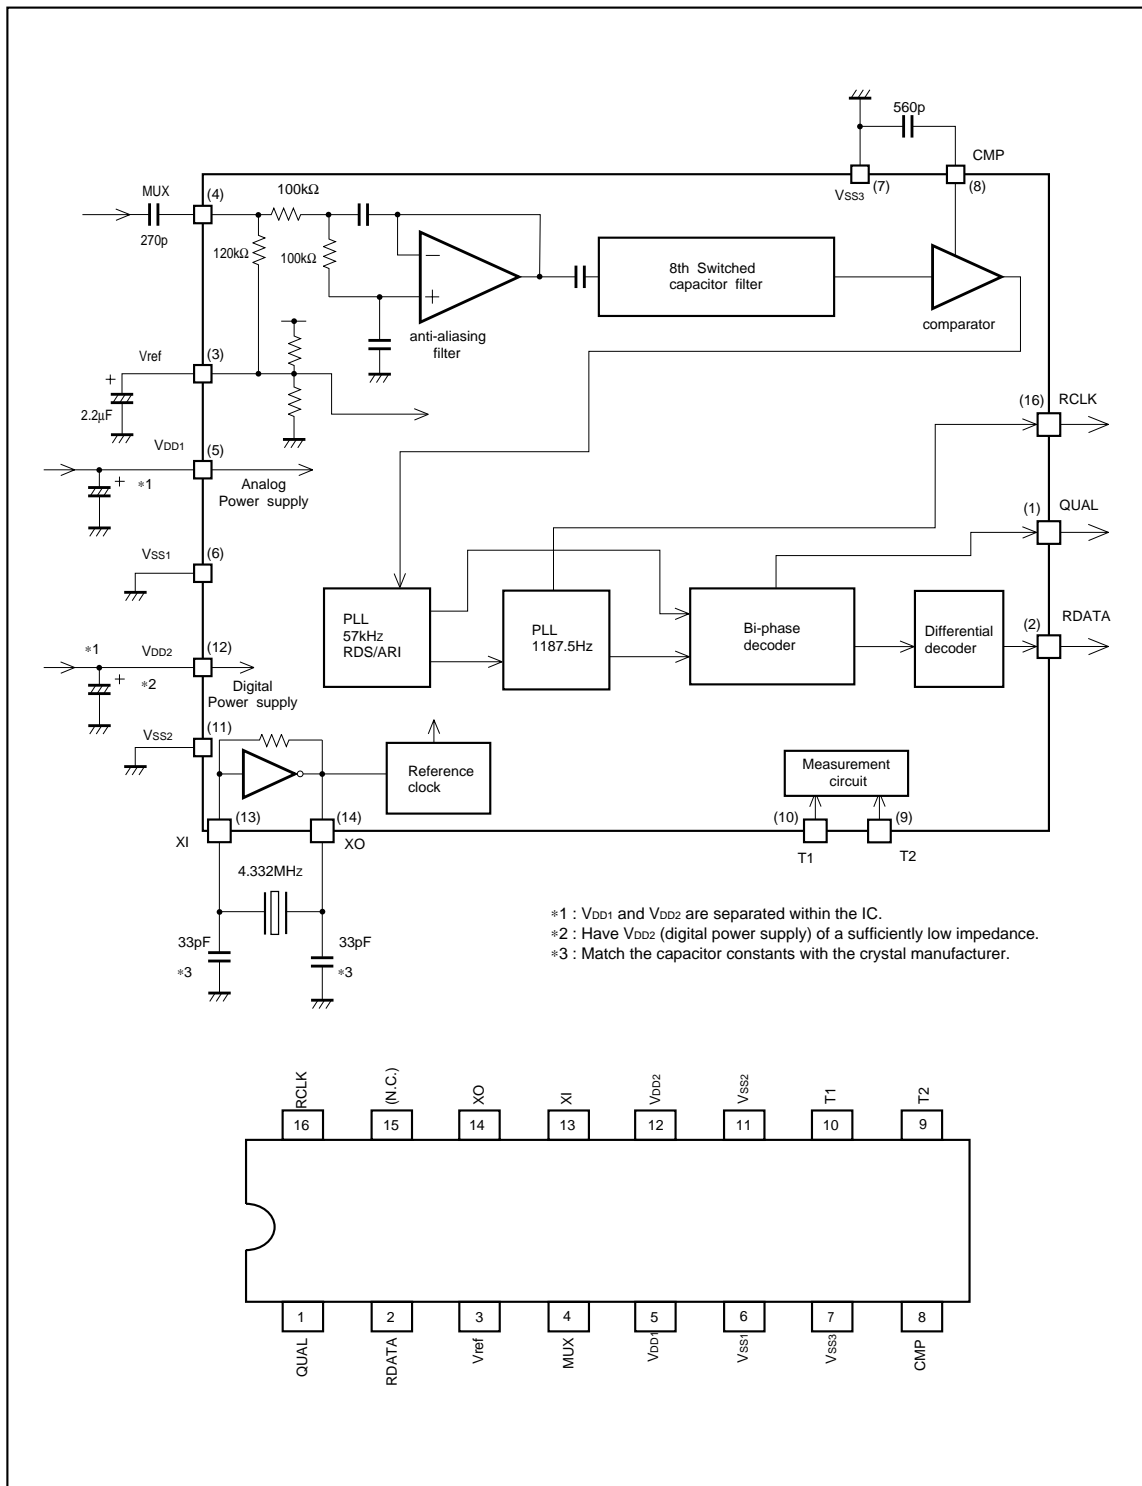 560p
CMP
VSS3
(7)
(8)
MUX
(4)
270p
100kΩ
120kΩ
100kΩ
8th Switched
capacitor filter
anti-aliasing
filter
comparator
Vref
(3)
2.2μF
(16)
RCLK
VDD1
(5)
*1
Analog
Power supply
(1)
QUAL
VSS1
(6)
PLL
57kHz
RDS/ARI
PLL
1187.5Hz
Bi-phase
decoder
Differential
decoder
(2)
RDATA
*1
VDD2
(12)
*2
Digital
Power supply
VSS2
(11)
Reference
clock
Measurement
circuit
XI
(13)
(14)
XO
(10)
(9)
T1
T2
4.332MHz
33pF
*3
33pF
*3
*1 : VDD1 and VDD2 are separated within the IC.
*2 : Have VDD2 (digital power supply) of a sufficiently low impedance.
*3 : Match the capacitor constants with the crystal manufacturer.
RCLK
(N.C.)
XO
XI
VDD2
VSS2
T1
T2
16
15
14
13
12
11
10
9
1
2
3
4
5
6
7
8
QUAL
RDATA
Vref
MUX
VDD1
VSS1
VSS3
CMP